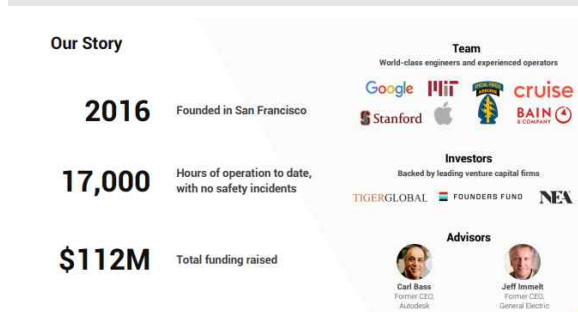 Our Story
2016
Founded in San Francisco
17,000
Hours of operation to date,
with no safety incidents
$112M
Total funding raised
Team
World-class engineers and experienced operators
Google
MIT
SPECIAL FORCES
AIRBORNE
cruise
Stanford
BAIN
& COMPANY
Investors
Backed by leading venture capital firms
TIGERGLOBAL
FOUNDERS FUND
NEA
Advisors
Carl Bass
Former CEO,
Autodesk
Jeff Immelt
Former CEO,
General Electric